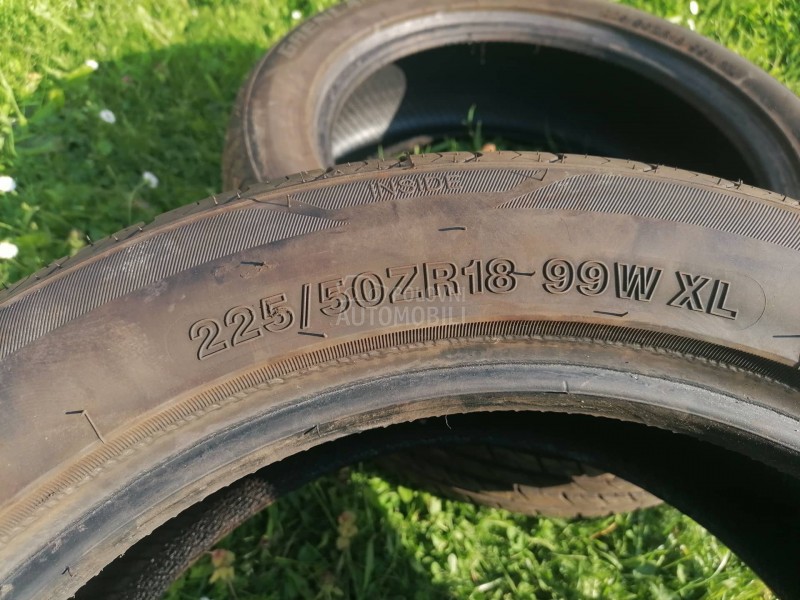 INSIDE
225/50ZR18 99W XL
AUTOMOBILI